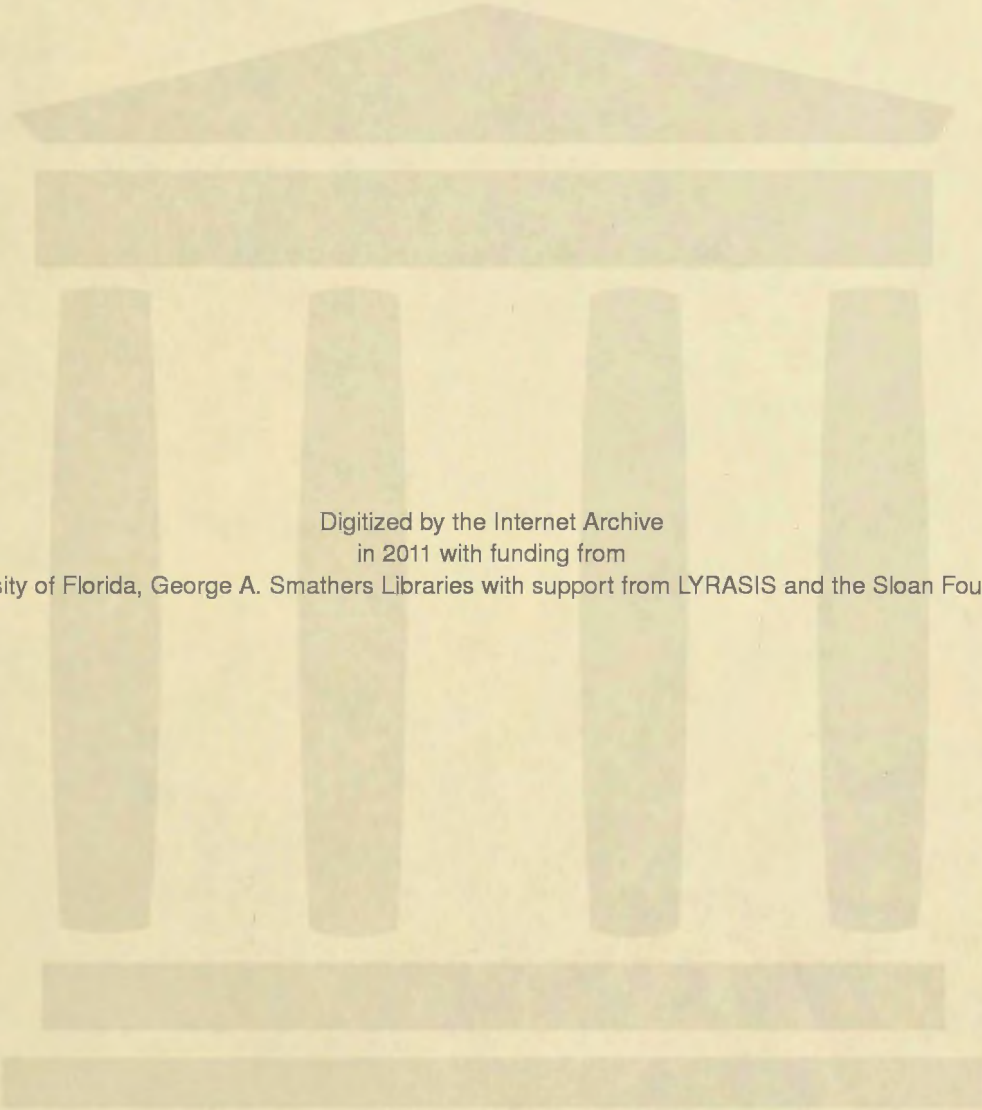 Digitized by the Internet Archive
in 2011 with funding from
sity of Florida, George A. Smathers Libraries with support from LYRASIS and the Sloan Fou